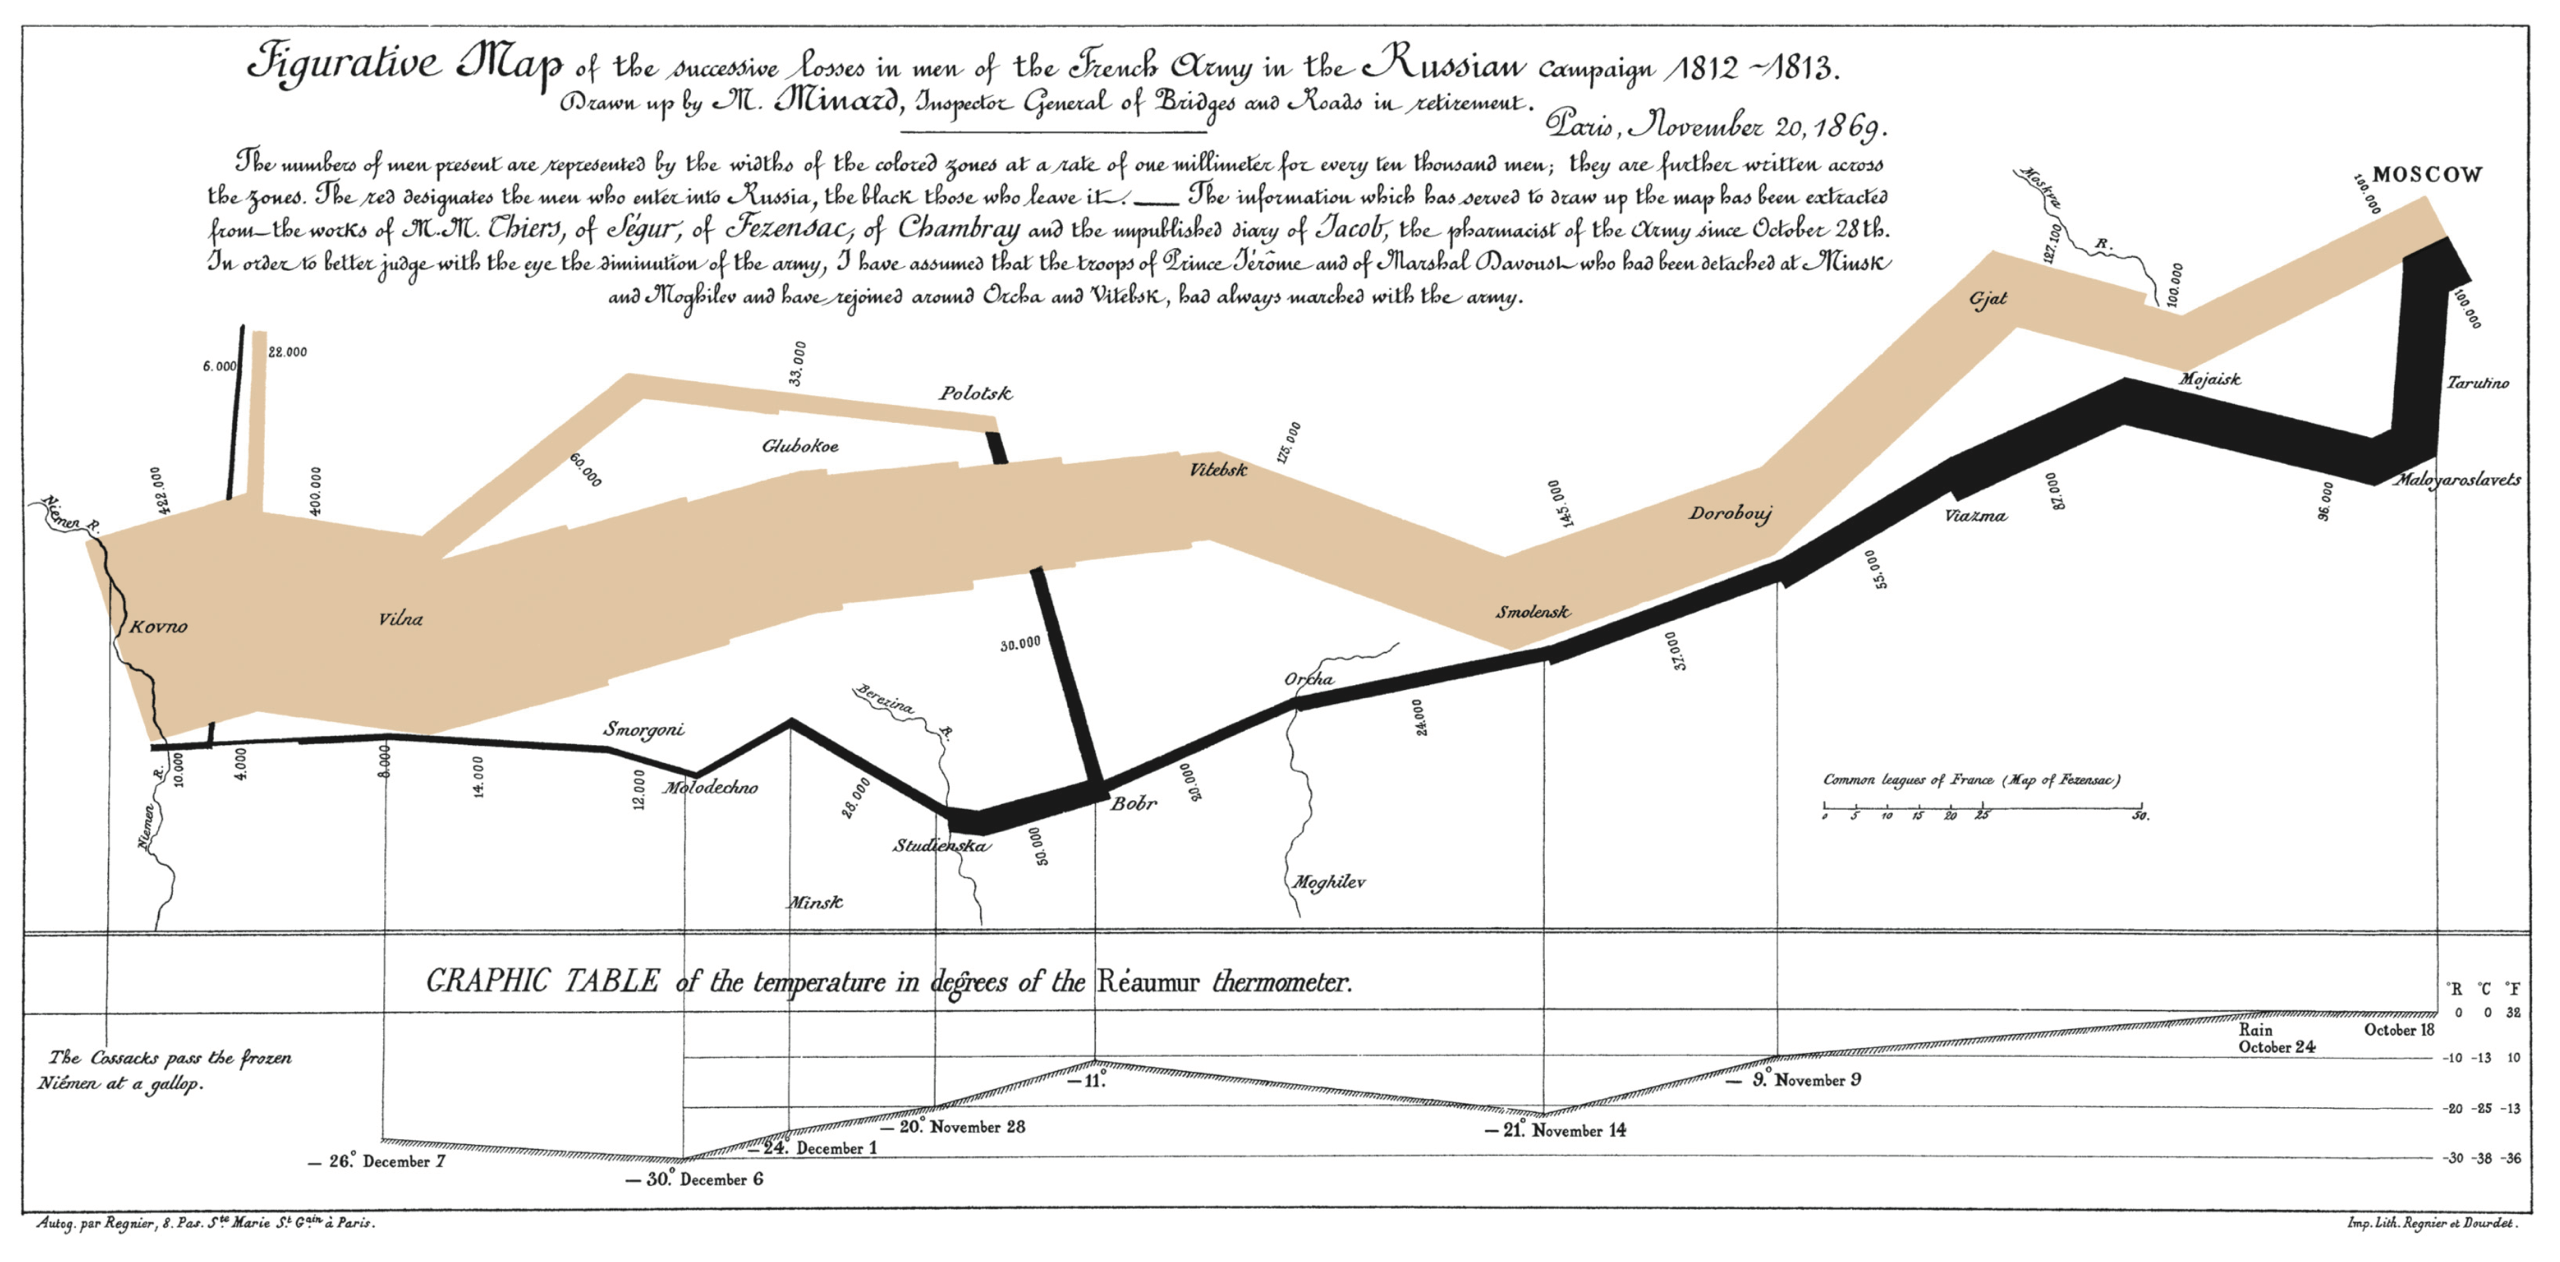 Figurative Map of the successive losses in men of the French Army in the Russian campaign 1812~1813.
Drawn up by M. Minard, Inspector General of Bridges and Roads in retirement.
Paris, November 20, 1869.
The numbers of men present are represented by the widths of the colored zones at a rate of one millimeter for every ten thousand men; they are further written across
the zones. The red designates the men who enter into Russia, the black those who leave it. — The information which has served to draw up the map has been extracted
from the works of M.M. Chiers, of Ségur, of Fezensac, of Chambray and the unpublished diary of Jacob, the pharmacist of the Army since October 28th.
In order to better judge with the eye the diminution of the army, I have assumed that the troops of Prince Jérôme and of Marshal Davoust who had been detached at Minsk
and Moghilev and have rejoined around Orcha and Vitebsk, had always marched with the army.
MOSCOW
100.000
Moskva
R.
127.100
100.000
100.000
Gjat
Mojaisk
Tarutino
6.000
22.000
33.000
Polotsk
Glubokoe
60.000
422.000
400.000
Vitebsk
175.000
145.000
Dorobouj
Viazma
82.000
96.000
Maloyaroslavets
55.000
Niemen R.
Kovno
Vilna
Smolensk
30.000
37.000
Orcha
24.000
Berezina
R.
Smorgoni
Molodechno
10.000
4.000
8.000
14.000
12.000
28.000
Studienska
50.000
Bobr
20.000
Niemen
R.
Minsk
Moghilev
Common leagues of France (Map of Fezensac)
0 5 10 15 20 25 50.
GRAPHIC TABLE of the temperature in degrees of the Réaumur thermometer.
°R °C °F
0 0 32
-10 -13 10
-20 -25 -13
-30 -38 -36
The Cossacks pass the frozen
Niémen at a gallop.
Rain
October 24
October 18
— 9.° November 9
—11.°
— 21.° November 14
— 20.° November 28
—24.° December 1
— 30.° December 6
— 26.° December 7
Autog. par Regnier, 8. Pas. Ste Marie St Gain à Paris.
Imp. Lith. Regnier et Dourdet.